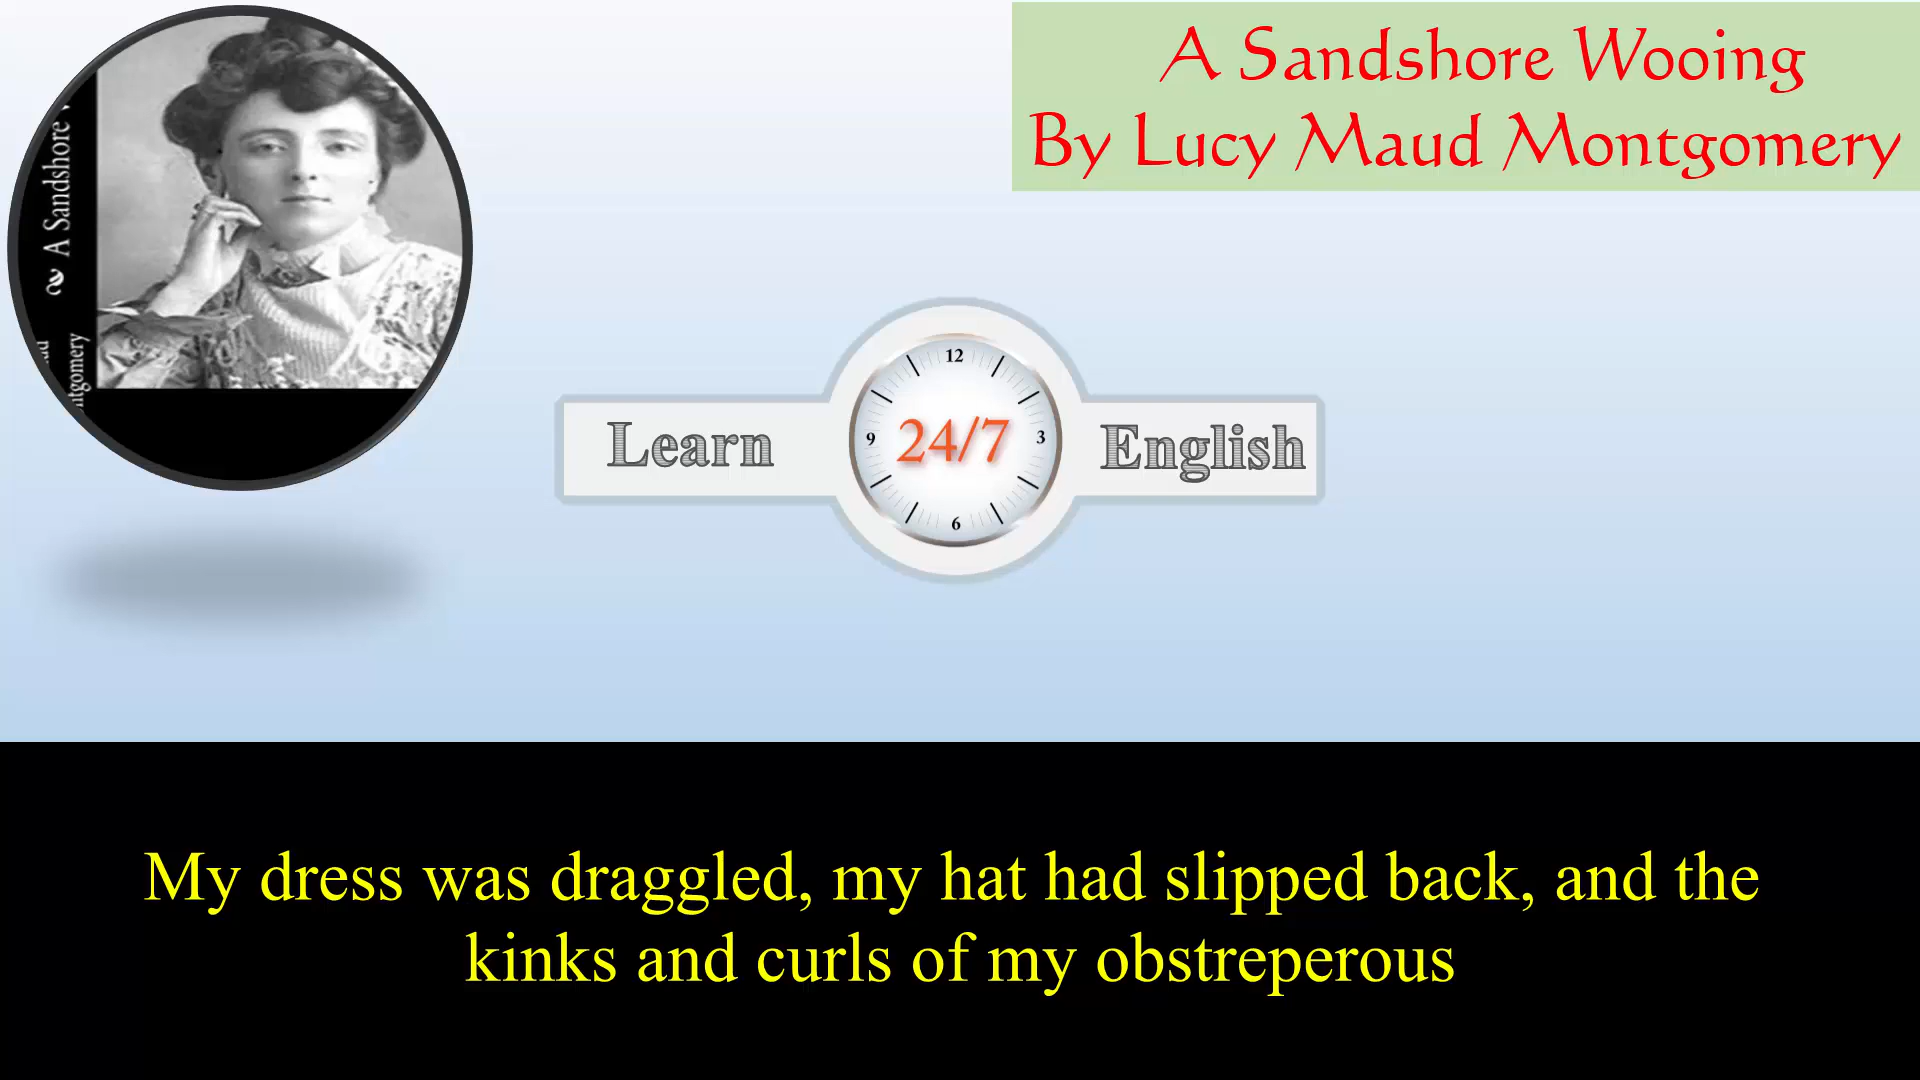 A Sandshore Wooing
By Lucy Maud Montgomery
A Sandshore
ntgomery
12
9
24/7
3
6
Learn
English
My dress was draggled, my hat had slipped back, and the
kinks and curls of my obstreperous